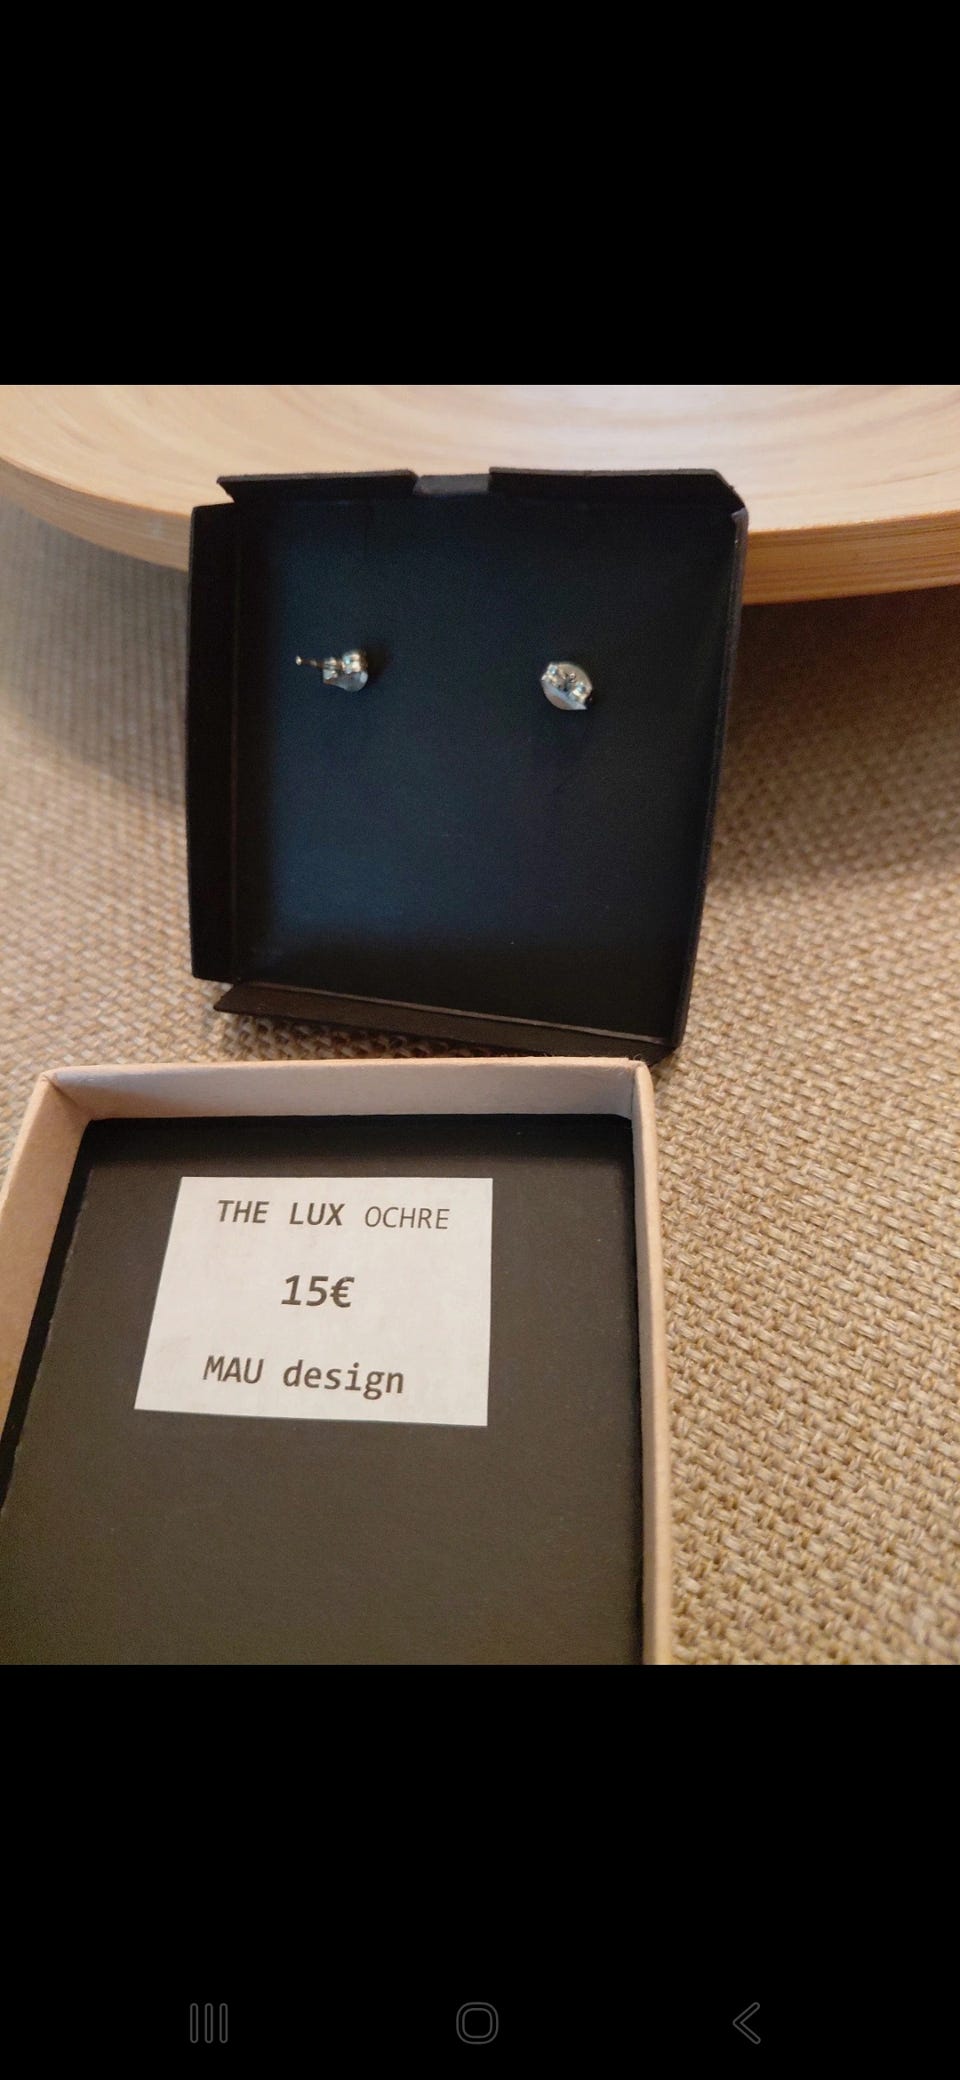 THE LUX OCHRE
15€
MAU design